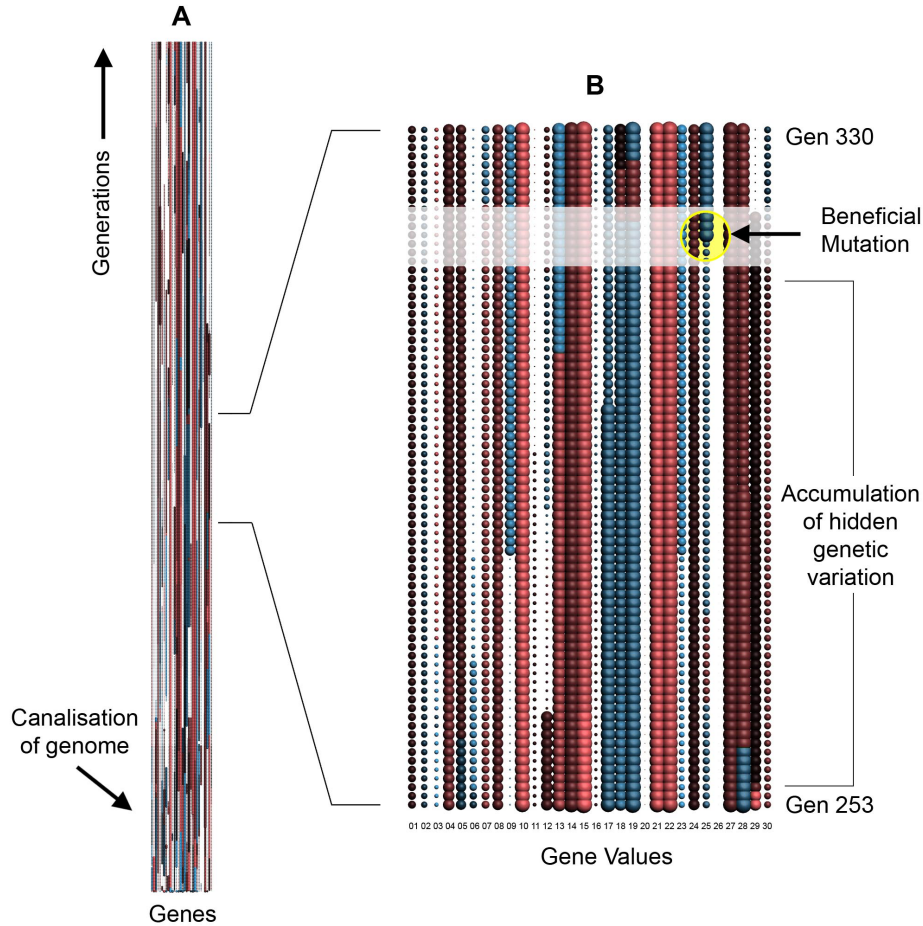 A
B
Generations
Gen 330
Beneficial
Mutation
Accumulation
of hidden
genetic
variation
Canalisation
of genome
Gen 253
01 02 03 04 05 06 07 08 09 10 11 12 13 14 15 16 17 18 19 20 21 22 23 24 25 26 27 28 29 30
Gene Values
Genes